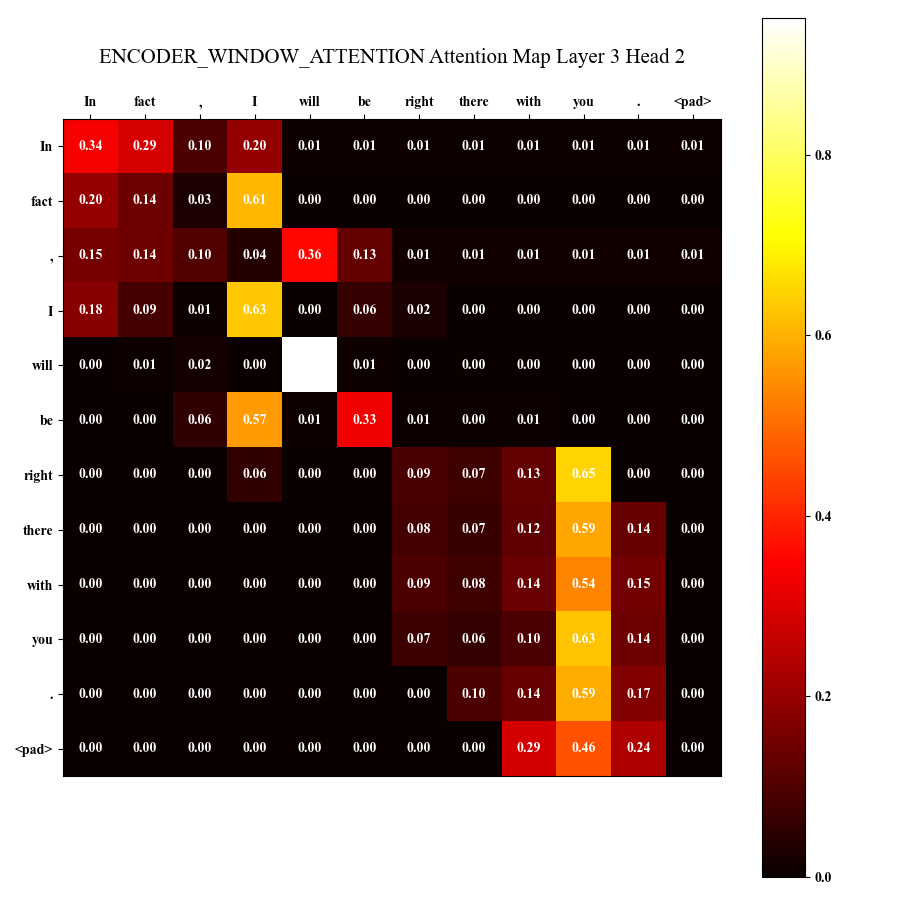 ENCODER_WINDOW_ATTENTION Attention Map Layer 3 Head 2
In fact , I will be right there with you . <pad>
In 0.34 0.29 0.10 0.20 0.01 0.01 0.01 0.01 0.01 0.01 0.01 0.01
fact 0.20 0.14 0.03 0.61 0.00 0.00 0.00 0.00 0.00 0.00 0.00 0.00
, 0.15 0.14 0.10 0.04 0.36 0.13 0.01 0.01 0.01 0.01 0.01 0.01
I 0.18 0.09 0.01 0.63 0.00 0.06 0.02 0.00 0.00 0.00 0.00 0.00
will 0.00 0.01 0.02 0.00 0.01 0.00 0.00 0.00 0.00 0.00 0.00
be 0.00 0.00 0.06 0.57 0.01 0.33 0.01 0.00 0.01 0.00 0.00 0.00
right 0.00 0.00 0.00 0.06 0.00 0.00 0.09 0.07 0.13 0.65 0.00 0.00
there 0.00 0.00 0.00 0.00 0.00 0.00 0.08 0.07 0.12 0.59 0.14 0.00
with 0.00 0.00 0.00 0.00 0.00 0.00 0.09 0.08 0.14 0.54 0.15 0.00
you 0.00 0.00 0.00 0.00 0.00 0.00 0.07 0.06 0.10 0.63 0.14 0.00
. 0.00 0.00 0.00 0.00 0.00 0.00 0.00 0.10 0.14 0.59 0.17 0.00
<pad> 0.00 0.00 0.00 0.00 0.00 0.00 0.00 0.00 0.29 0.46 0.24 0.00
0.8
0.6
0.4
0.2
0.0